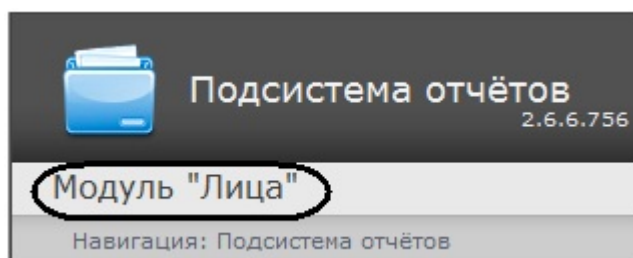 Подсистема отчётов
2.6.6.756
Модуль "Лица"
Навигация: Подсистема отчётов